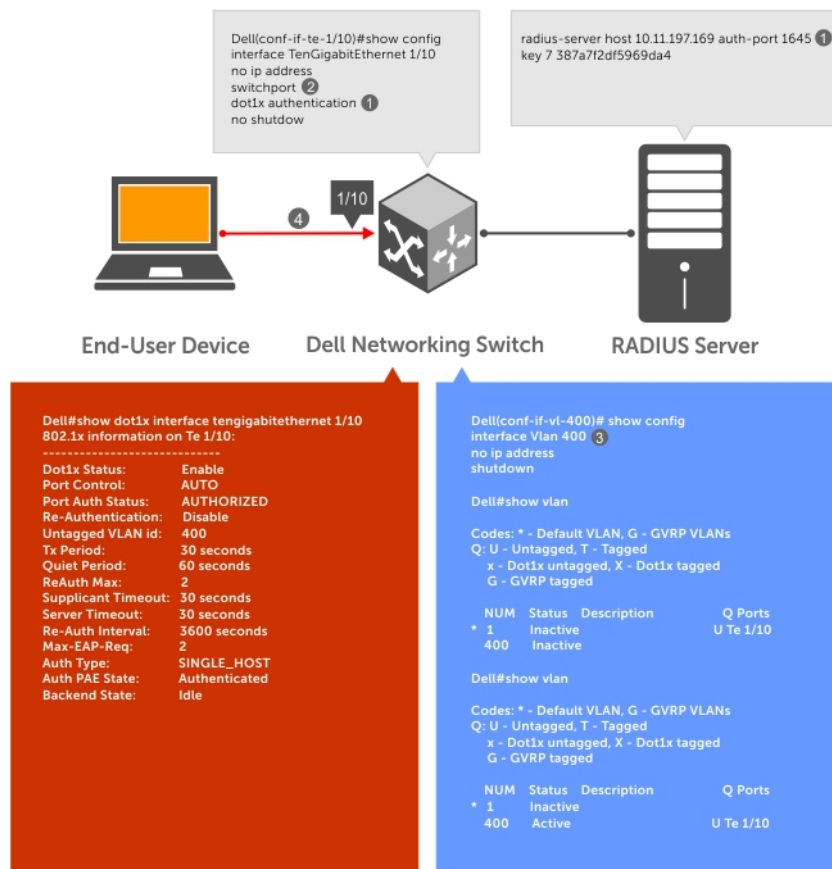 Dell(conf-if-te-1/10)#show config
interface TenGigabitEthernet 1/10
no ip address
switchport 2
dot1x authentication 1
no shutdow
radius-server host 10.11.197.169 auth-port 1645 1
key 7 387a7f2df5969da4
1/10
4
End-User Device
Dell Networking Switch
RADIUS Server
Dell#show dot1x interface tengigabitethernet 1/10
802.1x information on Te 1/10:
-----------------------------
Dot1x Status: Enable
Port Control: AUTO
Port Auth Status: AUTHORIZED
Re-Authentication: Disable
Untagged VLAN id: 400
Tx Period: 30 seconds
Quiet Period: 60 seconds
ReAuth Max: 2
Supplicant Timeout: 30 seconds
Server Timeout: 30 seconds
Re-Auth Interval: 3600 seconds
Max-EAP-Req: 2
Auth Type: SINGLE_HOST
Auth PAE State: Authenticated
Backend State: Idle
Dell(conf-if-vl-400)# show config
interface Vlan 400 3
no ip address
shutdown
Dell#show vlan
Codes: * - Default VLAN, G - GVRP VLANs
Q: U - Untagged, T - Tagged
x - Dot1x untagged, X - Dot1x tagged
G - GVRP tagged
NUM Status Description Q Ports
* 1 Inactive U Te 1/10
400 Inactive
Dell#show vlan
Codes: * - Default VLAN, G - GVRP VLANs
Q: U - Untagged, T - Tagged
x - Dot1x untagged, X - Dot1x tagged
G - GVRP tagged
NUM Status Description Q Ports
* 1 Inactive
400 Active U Te 1/10